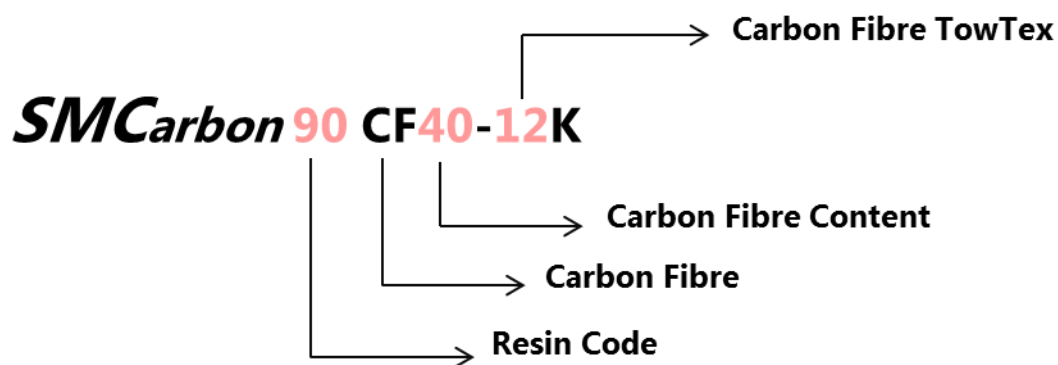 Carbon Fibre TowTex
SMCarbon 90 CF40-12K
Carbon Fibre Content
Carbon Fibre
Resin Code